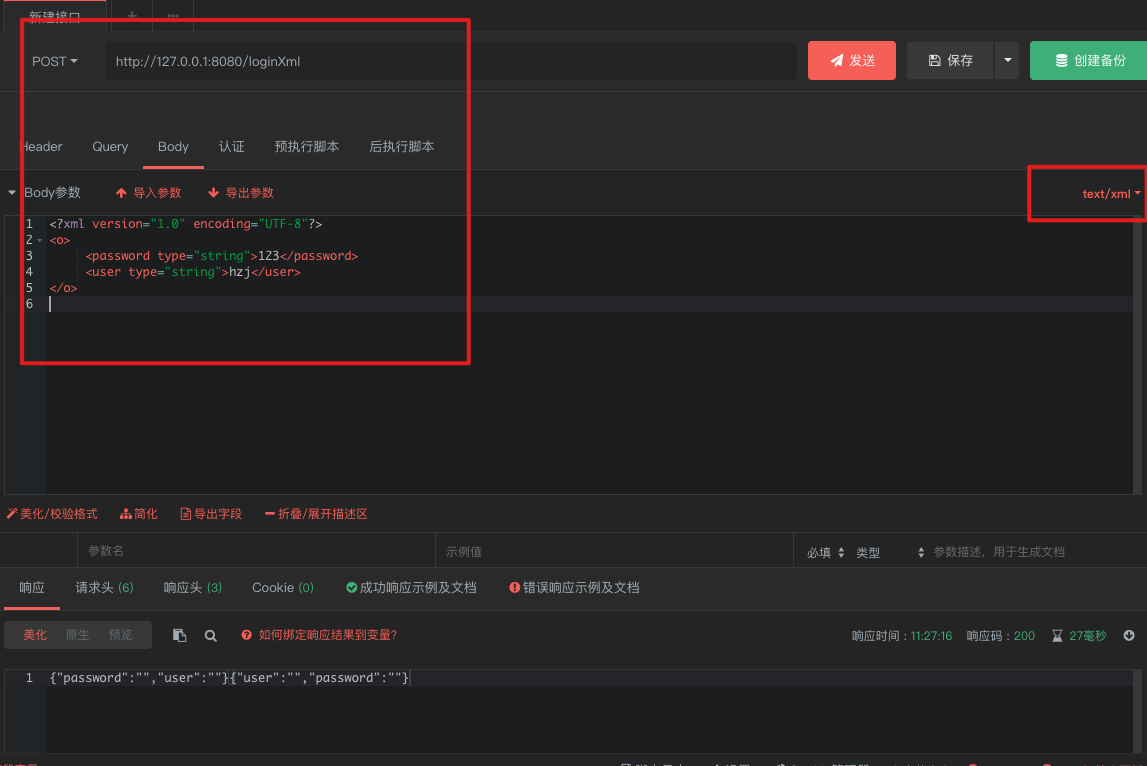 新建接口
POST http://127.0.0.1:8080/loginXml 发送 保存 创建备份
Header Query Body 认证 预执行脚本 后执行脚本
Body参数 导入参数 导出参数 text/xml
1 <?xml version="1.0" encoding="UTF-8"?>
2 <o>
3 <password type="string">123</password>
4 <user type="string">hzj</user>
5 </o>
6
美化/校验格式 简化 导出字段 折叠/展开描述区
参数名 示例值 必填 类型 参数描述，用于生成文档
响应 请求头 (6) 响应头 (3) Cookie (0) 成功响应示例及文档 错误响应示例及文档
美化 原生 预览 如何绑定响应结果到变量? 响应时间：11:27:16 响应码：200 27毫秒
1 {"password":"","user":""}{"user":"","password":""}